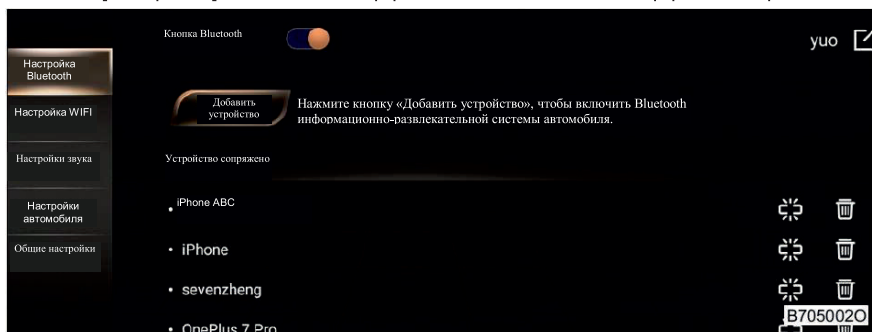 Кнопка Bluetooth
yuo
Настройка
Bluetooth
Добавить
устройство
Нажмите кнопку «Добавить устройство», чтобы включить Bluetooth
информационно-развлекательной системы автомобиля.
Настройка WIFI
Настройки звука
Устройство сопряжено
Настройки
автомобиля
iPhone ABC
Общие настройки
iPhone
sevenzheng
OnePlus 7 Pro
B705002O